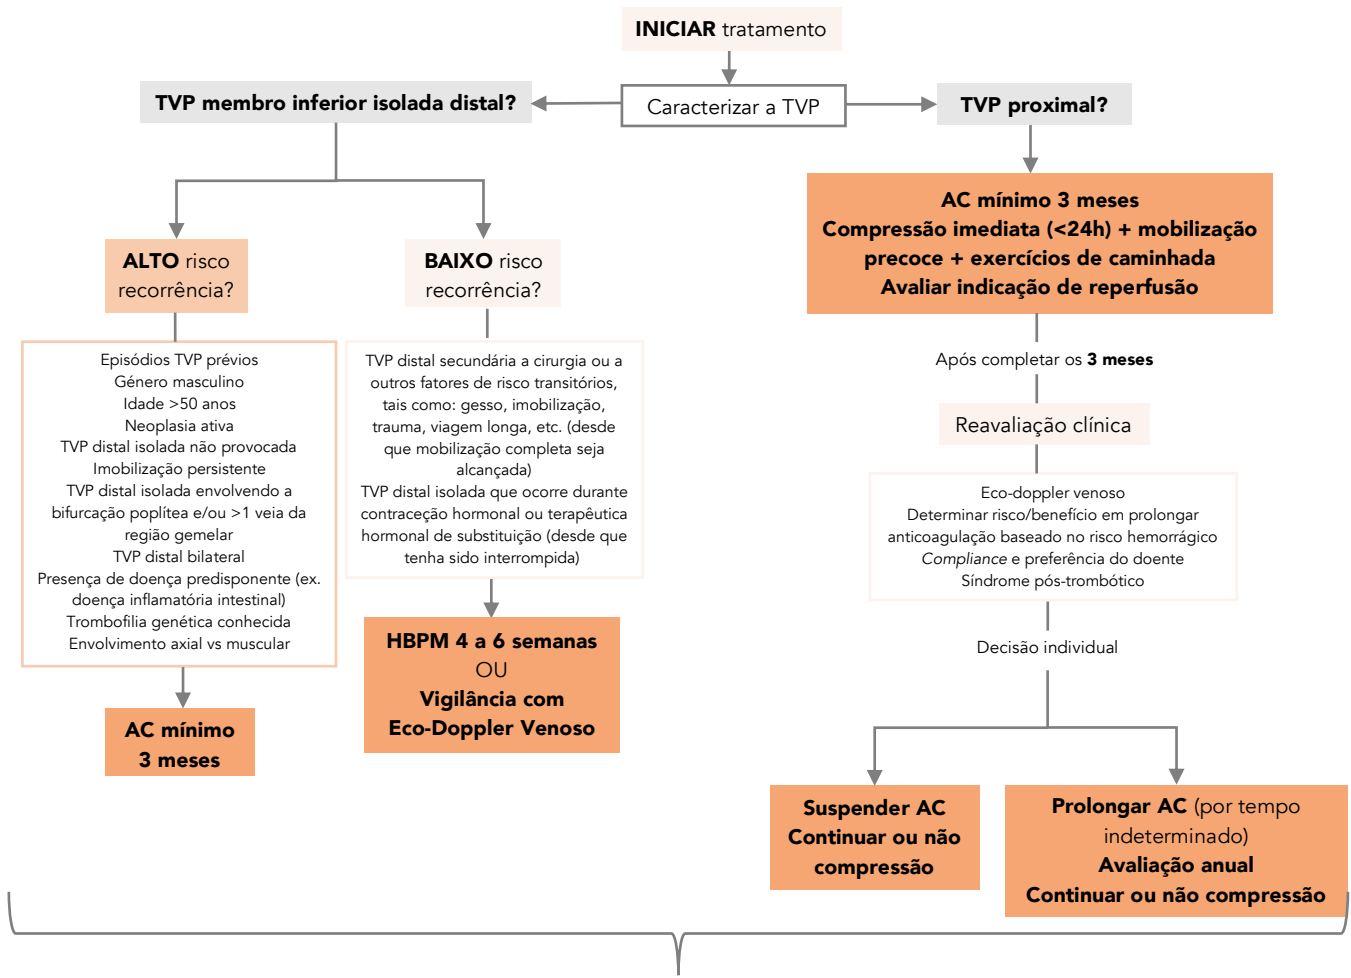 INICIAR tratamento
TVP membro inferior isolada distal?
Caracterizar a TVP
TVP proximal?
ALTO risco
recorrência?
Episódios TVP prévios
Género masculino
Idade >50 anos
Neoplasia ativa
TVP distal isolada não provocada
Imobilização persistente
TVP distal isolada envolvendo a
bifurcação poplítea e/ou >1 veia da
região gemelar
TVP distal bilateral
Presença de doença predisponente (ex.
doença inflamatória intestinal)
Trombofilia genética conhecida
Envolvimento axial vs muscular
AC mínimo
3 meses
BAIXO risco
recorrência?
TVP distal secundária a cirurgia ou a
outros fatores de risco transitórios,
tais como: gesso, imobilização,
trauma, viagem longa, etc. (desde
que mobilização completa seja
alcançada)
TVP distal isolada que ocorre durante
contraceção hormonal ou terapêutica
hormonal de substituição (desde que
tenha sido interrompida)
HBPM 4 a 6 semanas
OU
Vigilância com
Eco-Doppler Venoso
AC mínimo 3 meses
Compressão imediata (<24h) + mobilização
precoce + exercícios de caminhada
Avaliar indicação de reperfusão
Após completar os 3 meses
Reavaliação clínica
Eco-doppler venoso
Determinar risco/benefício em prolongar
anticoagulação baseado no risco hemorrágico
Compliance e preferência do doente
Síndrome pós-trombótico
Decisão individual
Suspender AC
Continuar ou não
compressão
Prolongar AC (por tempo
indeterminado)
Avaliação anual
Continuar ou não compressão